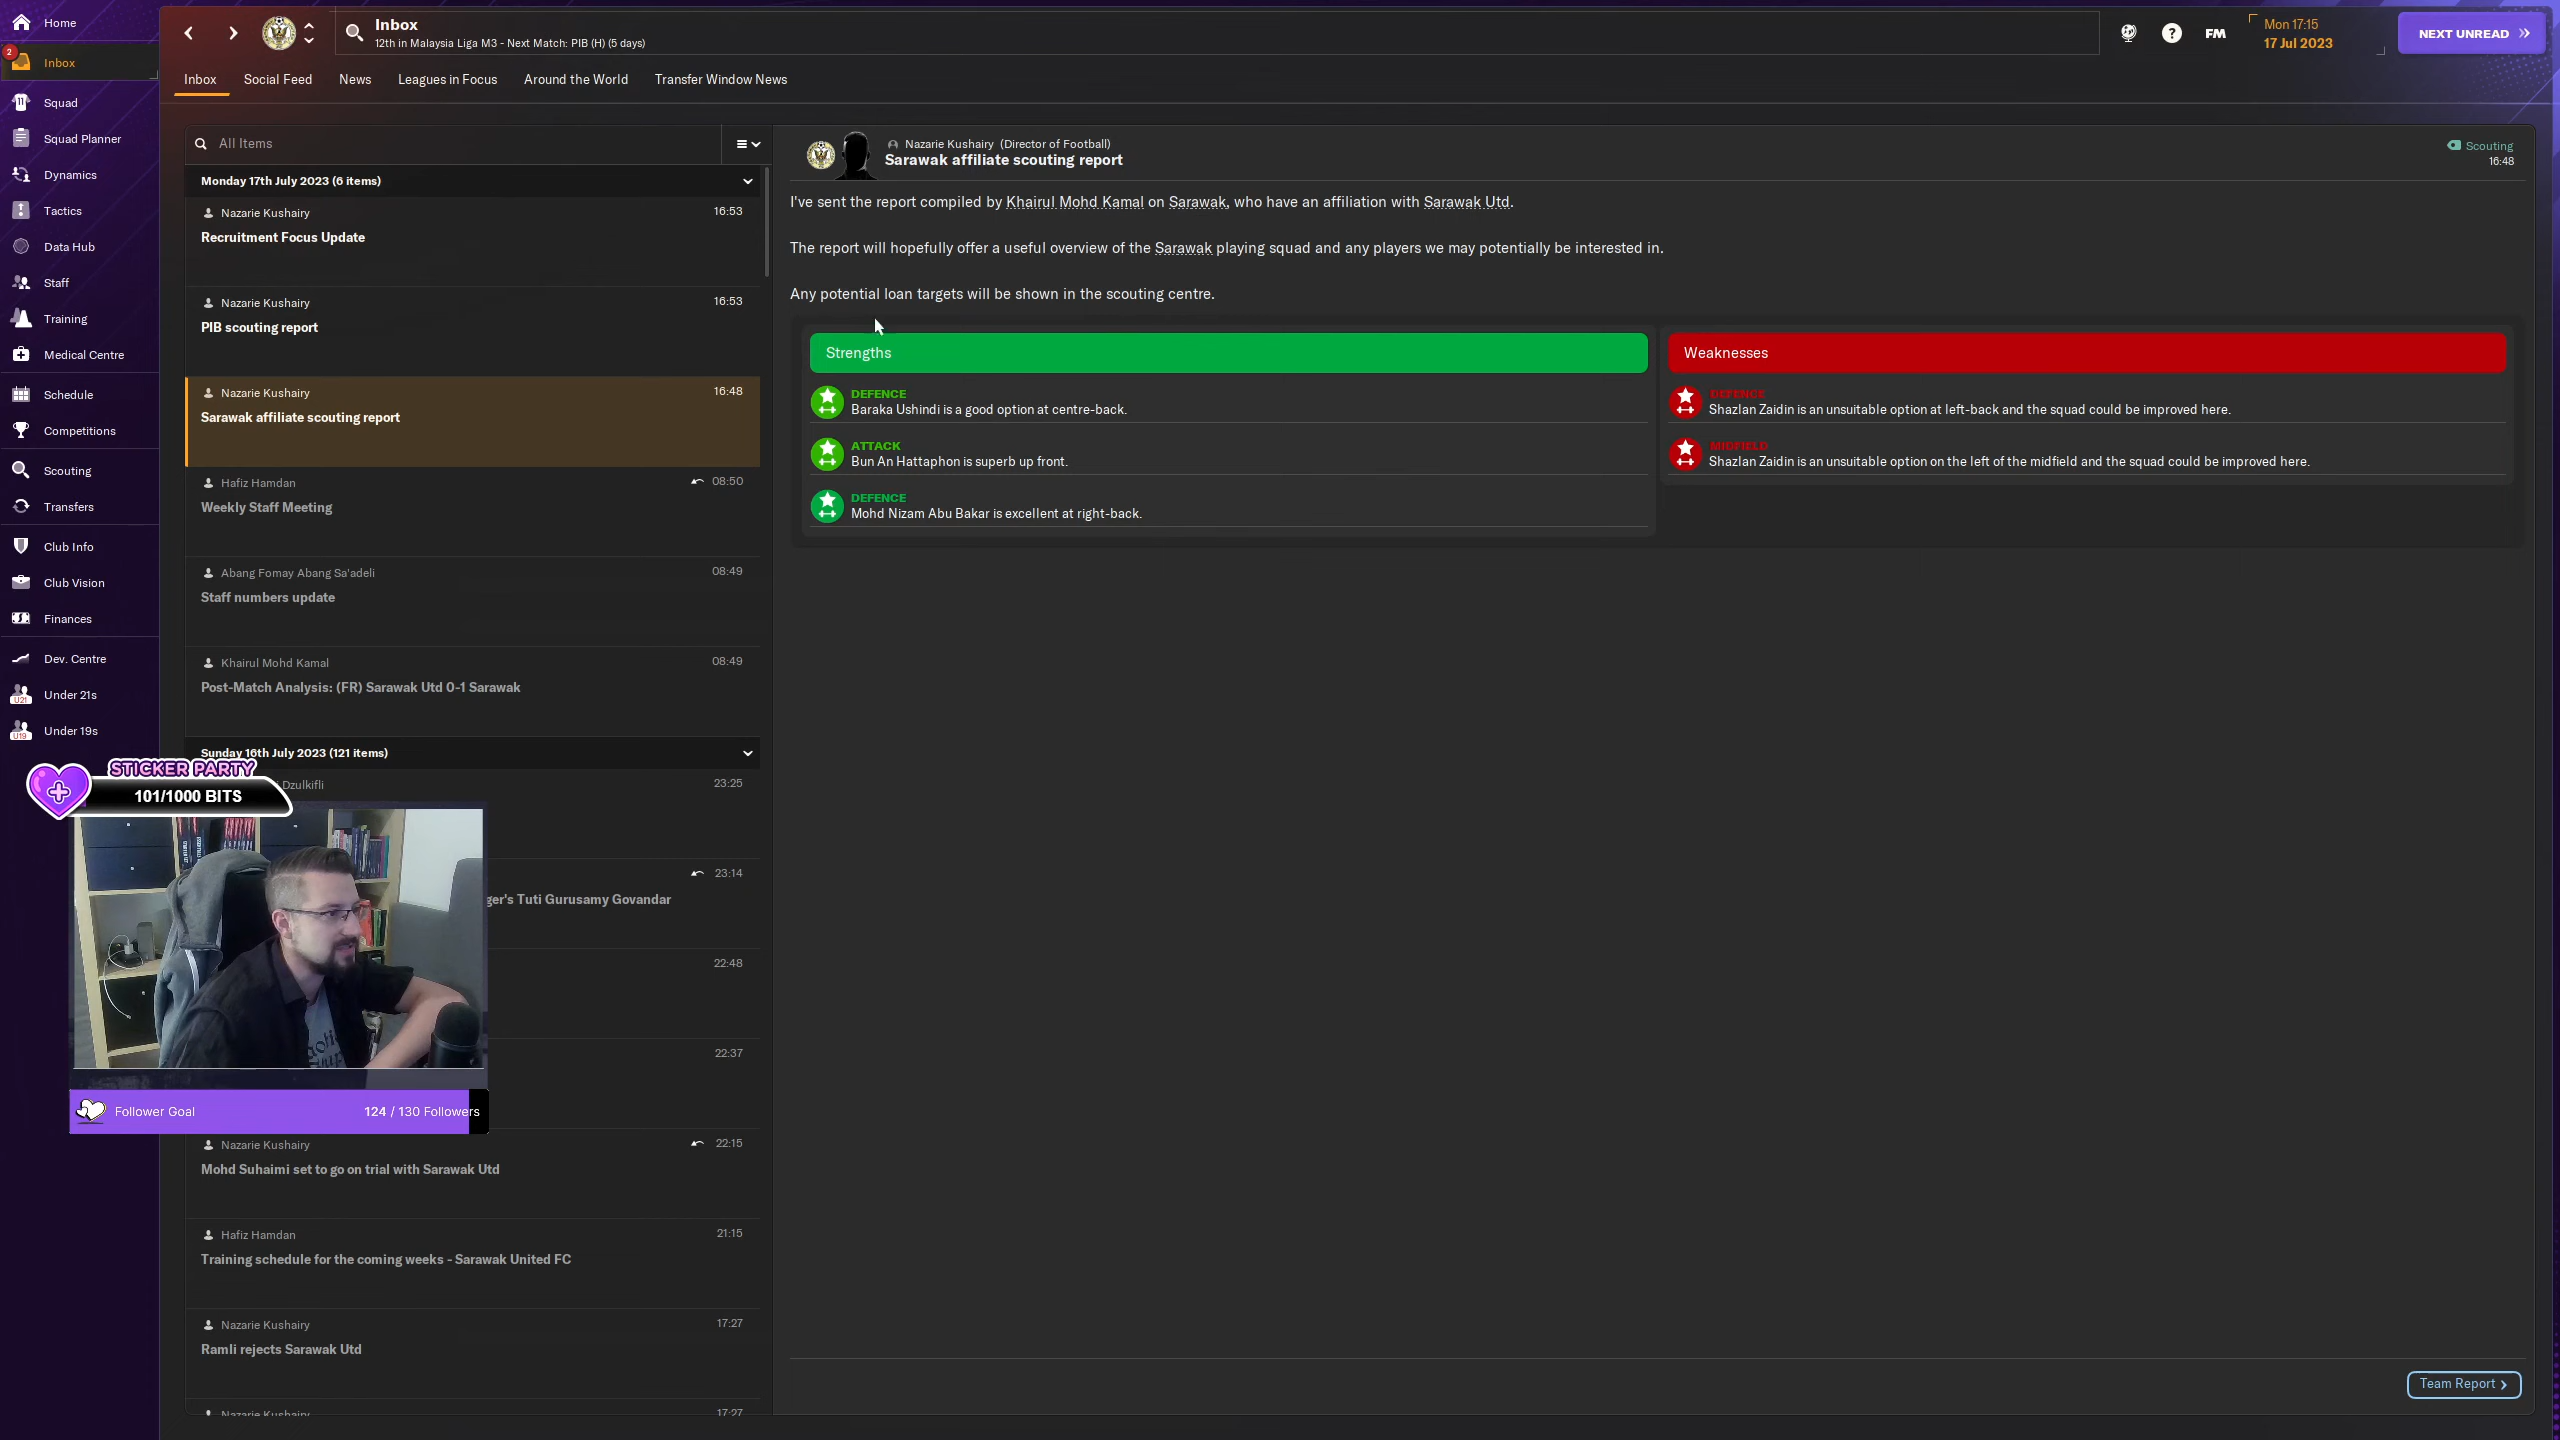 Home
2
Inbox
Squad
Squad Planner
Dynamics
Tactics
Data Hub
Staff
Training
Medical Centre
Schedule
Competitions
Scouting
Transfers
Club Info
Club Vision
Finances
Dev. Centre
U21
Under 21s
U19
Under 19s
Inbox
12th in Malaysia Liga M3 - Next Match: PIB (H) (5 days)
?
FM
Mon 17:15
17 Jul 2023
NEXT UNREAD
Inbox
Social Feed
News
Leagues in Focus
Around the World
Transfer Window News
All Items
Monday 17th July 2023 (6 items)
Nazarie Kushairy 16:53
Recruitment Focus Update
Nazarie Kushairy 16:53
PIB scouting report
Nazarie Kushairy 16:48
Sarawak affiliate scouting report
Hafiz Hamdan 08:50
Weekly Staff Meeting
Abang Fomay Abang Sa'adeli 08:49
Staff numbers update
Khairul Mohd Kamal 08:49
Post-Match Analysis: (FR) Sarawak Utd 0-1 Sarawak
Sunday 16th July 2023 (121 items)
Dzulkifli 23:25
23:14
ger's Tuti Gurusamy Govandar
22:48
22:37
Nazarie Kushairy 22:15
Mohd Suhaimi set to go on trial with Sarawak Utd
Hafiz Hamdan 21:15
Training schedule for the coming weeks - Sarawak United FC
Nazarie Kushairy 17:27
Ramli rejects Sarawak Utd
Nazarie Kushairy 17:27
STICKER PARTY
101/1000 BITS
Follower Goal 124 / 130 Followers
Nazarie Kushairy (Director of Football)
Sarawak affiliate scouting report
Scouting
16:48
I've sent the report compiled by Khairul Mohd Kamal on Sarawak, who have an affiliation with Sarawak Utd.
The report will hopefully offer a useful overview of the Sarawak playing squad and any players we may potentially be interested in.
Any potential loan targets will be shown in the scouting centre.
Strengths
DEFENCE
Baraka Ushindi is a good option at centre-back.
ATTACK
Bun An Hattaphon is superb up front.
DEFENCE
Mohd Nizam Abu Bakar is excellent at right-back.
Weaknesses
DEFENCE
Shazlan Zaidin is an unsuitable option at left-back and the squad could be improved here.
MIDFIELD
Shazlan Zaidin is an unsuitable option on the left of the midfield and the squad could be improved here.
Team Report